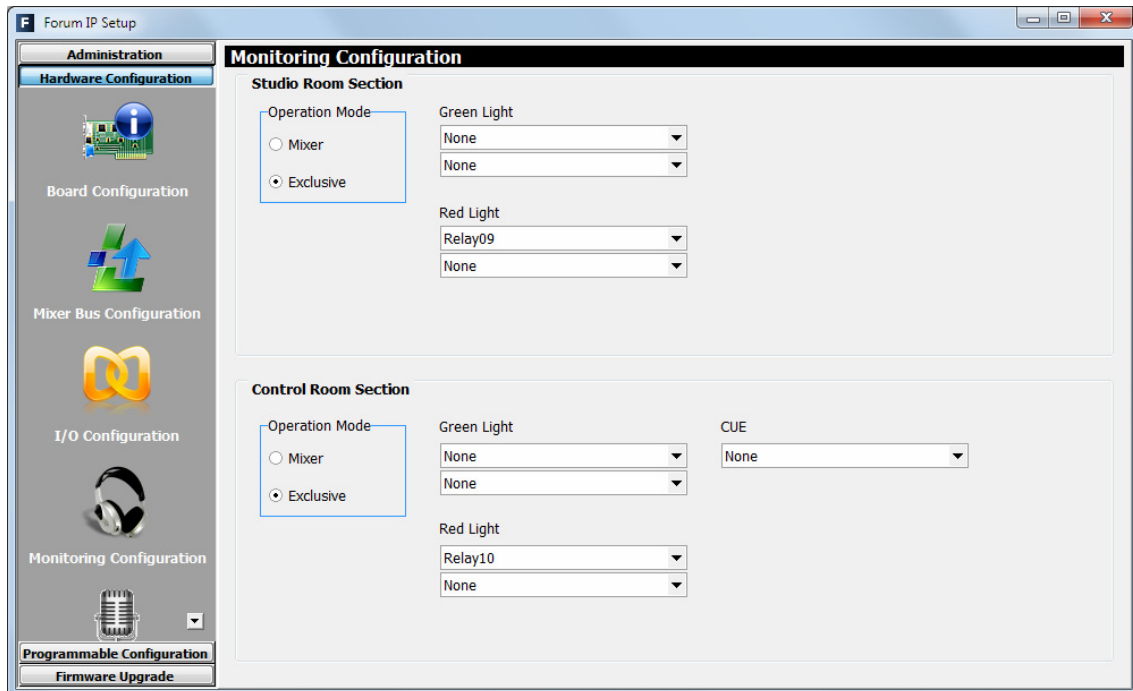 Forum IP Setup
Administration
Hardware Configuration
Board Configuration
Mixer Bus Configuration
I/O Configuration
Monitoring Configuration
Programmable Configuration
Firmware Upgrade
Monitoring Configuration
Studio Room Section
Operation Mode
Mixer
Exclusive
Green Light
None
None
Red Light
Relay09
None
Control Room Section
Operation Mode
Mixer
Exclusive
Green Light
None
None
CUE
None
Red Light
Relay10
None